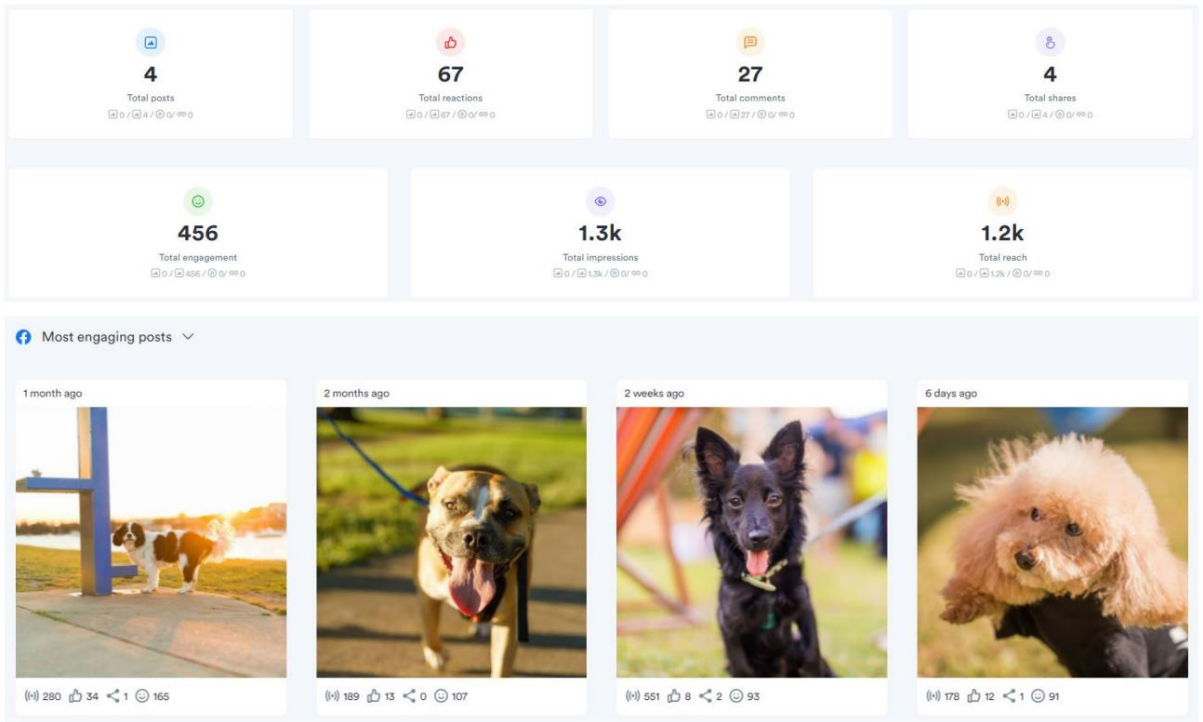 4
Total posts
0 / 4 / 0/ 0
67
Total reactions
0 / 67 / 0/ 0
27
Total comments
0 / 27 / 0/ 0
4
Total shares
0 / 4 / 0/ 0
456
Total engagement
0 / 456 / 0/ 0
1.3k
Total impressions
0 / 1.3k / 0/ 0
1.2k
Total reach
0 / 1.2k / 0/ 0
Most engaging posts
1 month ago
280 34 1 165
2 months ago
189 13 0 107
2 weeks ago
551 8 2 93
6 days ago
178 12 1 91